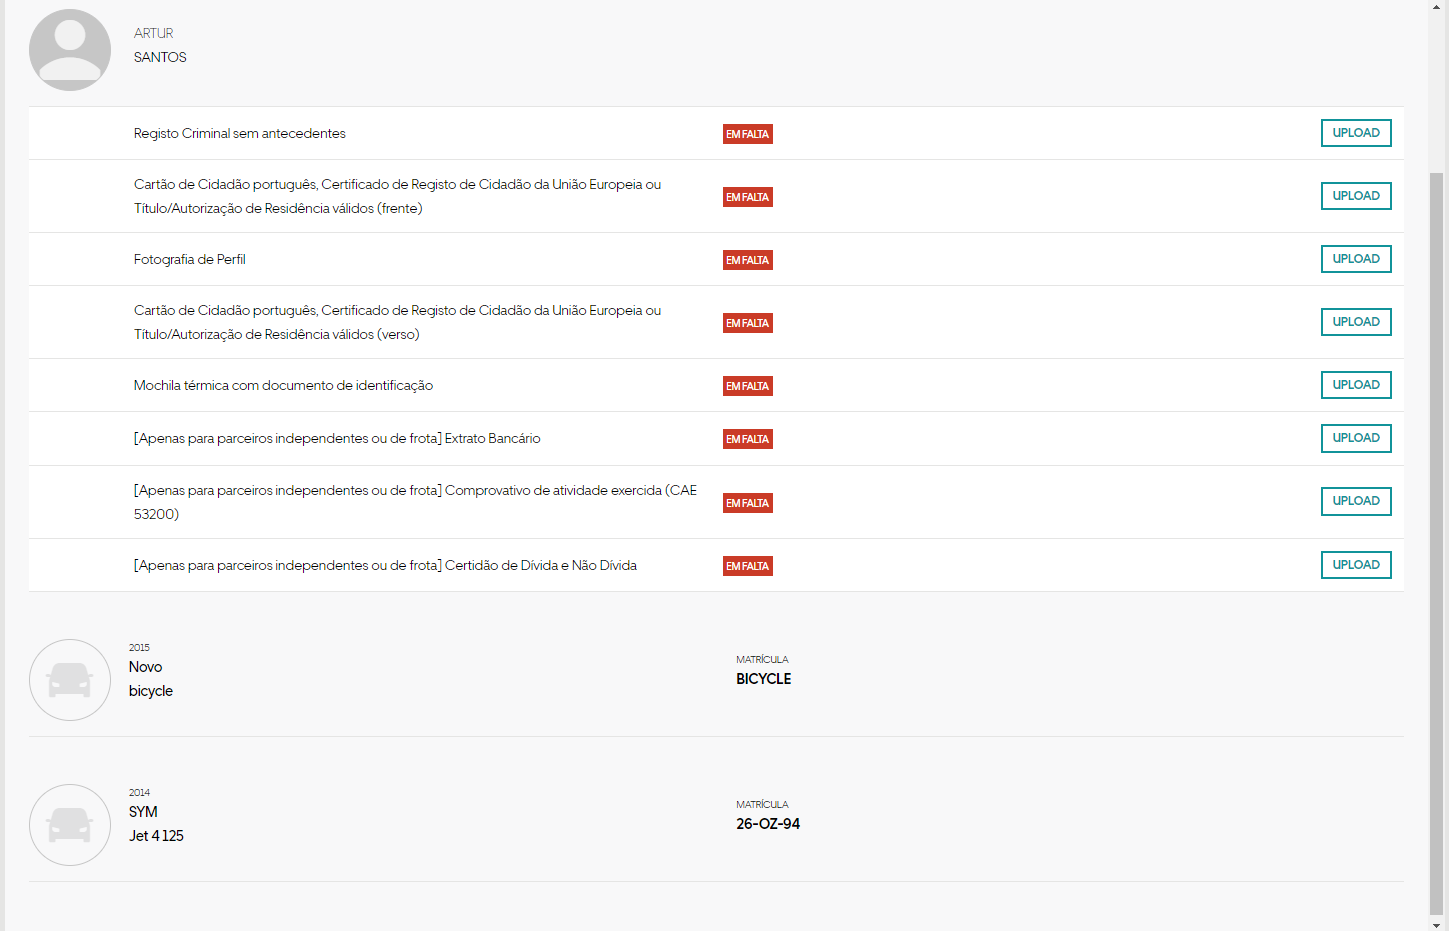 ARTUR
SANTOS
Registo Criminal sem antecedentes
EM FALTA
UPLOAD
Cartão de Cidadão português, Certificado de Registo de Cidadão da União Europeia ou
Título/Autorização de Residência válidos (frente)
EM FALTA
UPLOAD
Fotografia de Perfil
EM FALTA
UPLOAD
Cartão de Cidadão português, Certificado de Registo de Cidadão da União Europeia ou
Título/Autorização de Residência válidos (verso)
EM FALTA
UPLOAD
Mochila térmica com documento de identificação
EM FALTA
UPLOAD
[Apenas para parceiros independentes ou de frota] Extrato Bancário
EM FALTA
UPLOAD
[Apenas para parceiros independentes ou de frota] Comprovativo de atividade exercida (CAE
53200)
EM FALTA
UPLOAD
[Apenas para parceiros independentes ou de frota] Certidão de Dívida e Não Dívida
EM FALTA
UPLOAD
2015
Novo
bicycle
MATRÍCULA
BICYCLE
2014
SYM
Jet 4 125
MATRÍCULA
26-OZ-94